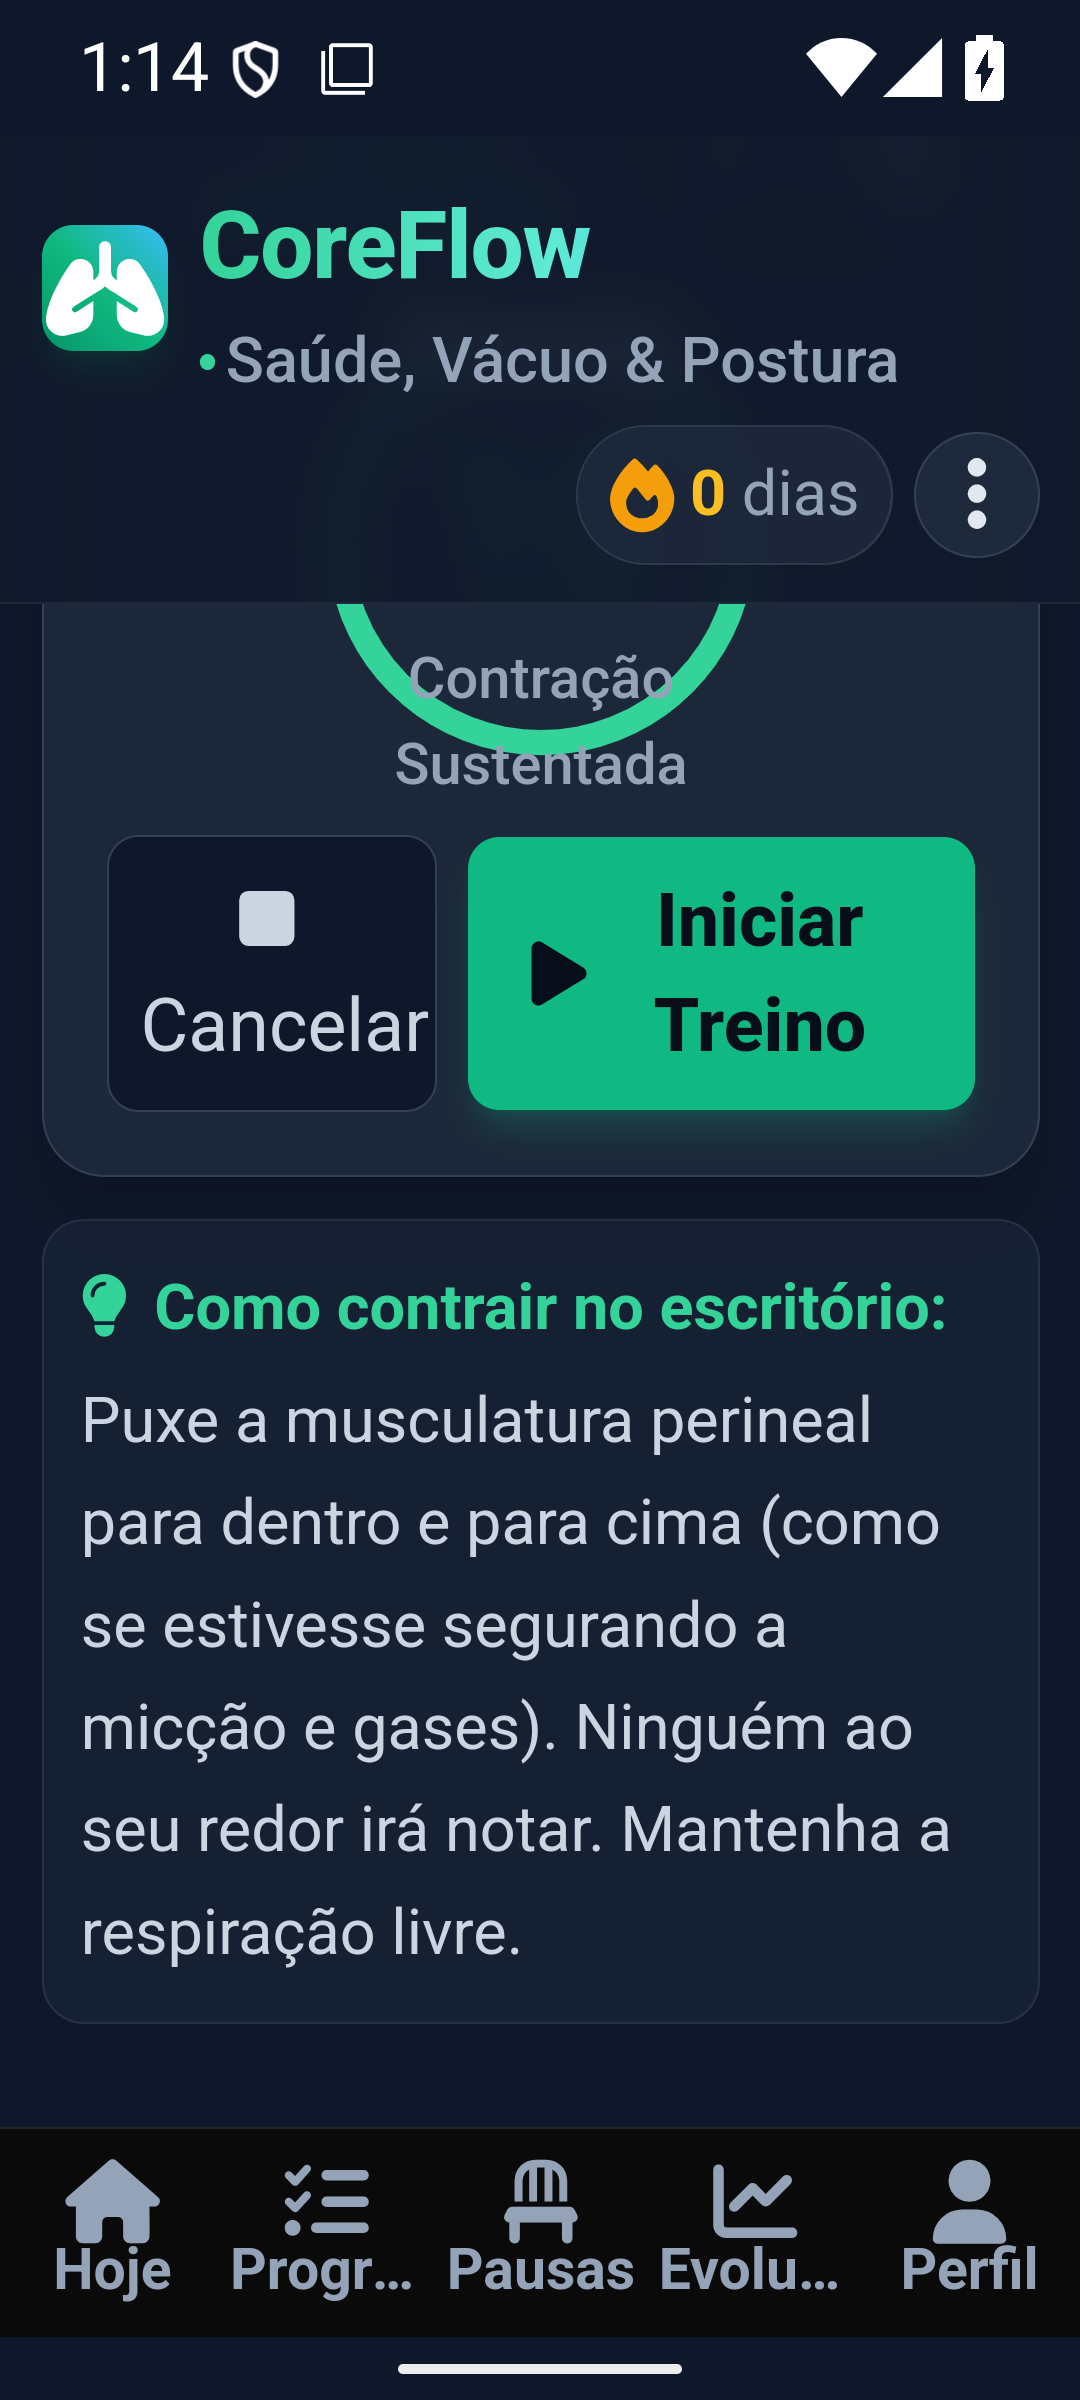 1:14
CoreFlow
Saúde, Vácuo & Postura
0 dias
Contração
Sustentada
Cancelar
Iniciar
Treino
Como contrair no escritório:
Puxe a musculatura perineal
para dentro e para cima (como
se estivesse segurando a
micção e gases). Ninguém ao
seu redor irá notar. Mantenha a
respiração livre.
Hoje
Progr...
Pausas
Evolu...
Perfil